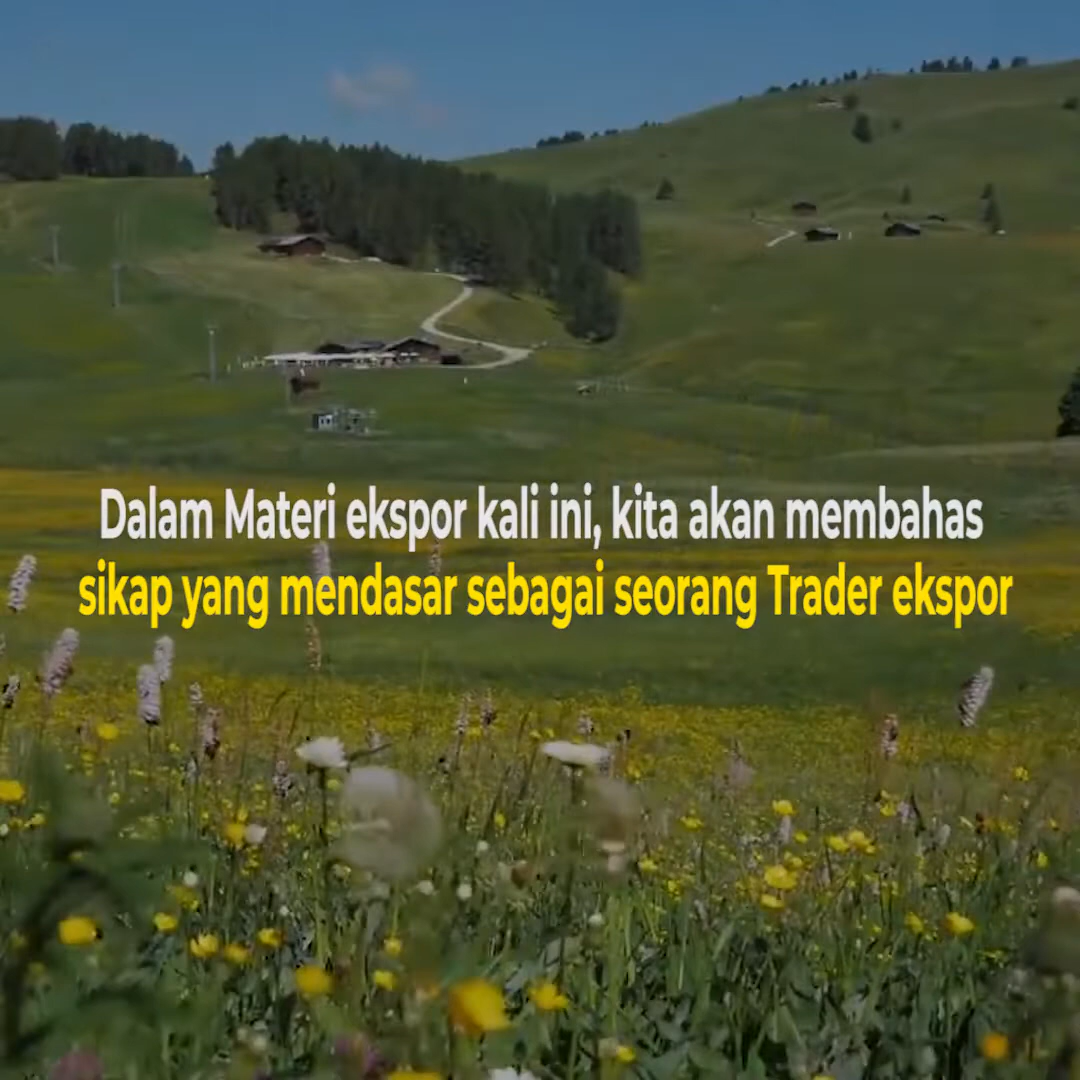 Dalam Materi ekspor kali ini, kita akan membahas
sikap yang mendasar sebagai seorang Trader ekspor